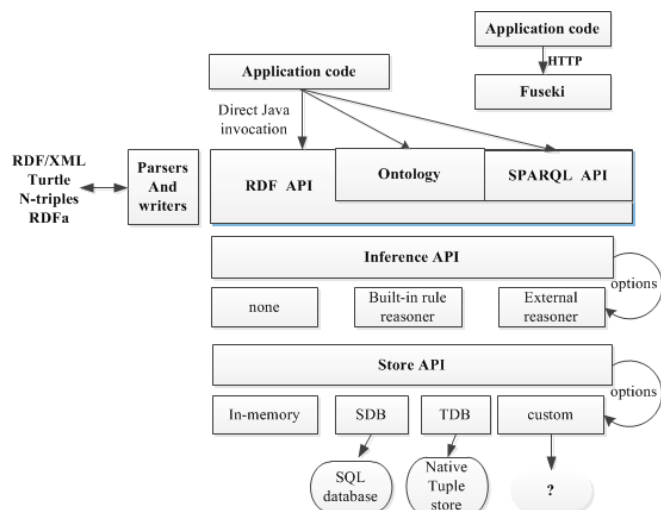 Application code
HTTP
Fuseki
Application code
Direct Java
invocation
RDF/XML
Turtle
N-triples
RDFa
Parsers
And
writers
RDF API
Ontology
SPARQL API
Inference API
options
none
Built-in rule
reasoner
External
reasoner
Store API
options
In-memory
SDB
TDB
custom
SQL
database
Native
Tuple
store
?